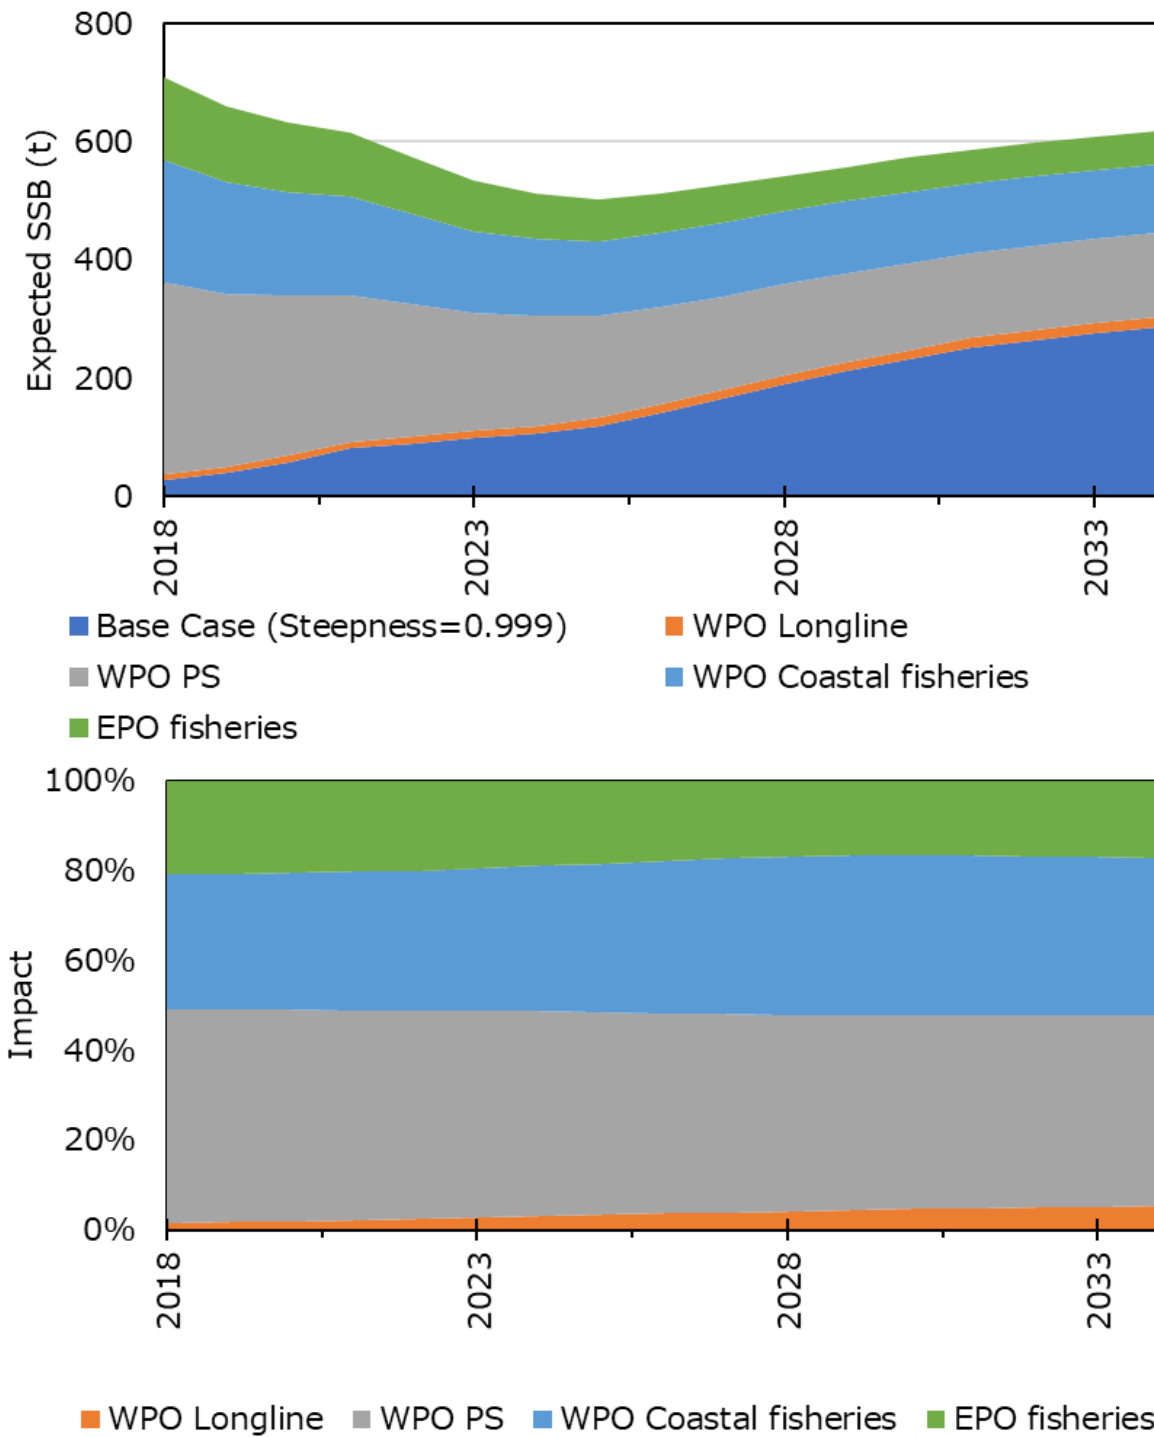 800
600
400
200
0
Expected SSB (t)
2018 2023 2028 2033
Base Case (Steepness=0.999) WPO Longline
WPO PS WPO Coastal fisheries
EPO fisheries
100%
80%
60%
40%
20%
0%
Impact
2018 2023 2028 2033
WPO Longline WPO PS WPO Coastal fisheries EPO fisheries